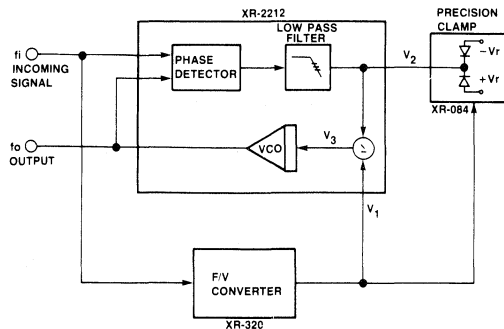 XR-2212
PRECISION
CLAMP
LOW PASS
FILTER
fi
INCOMING
SIGNAL
PHASE
DETECTOR
V2
−Vr
+Vr
XR-084
fo
OUTPUT
VCO
V3
Σ
V1
F/V
CONVERTER
XR-320